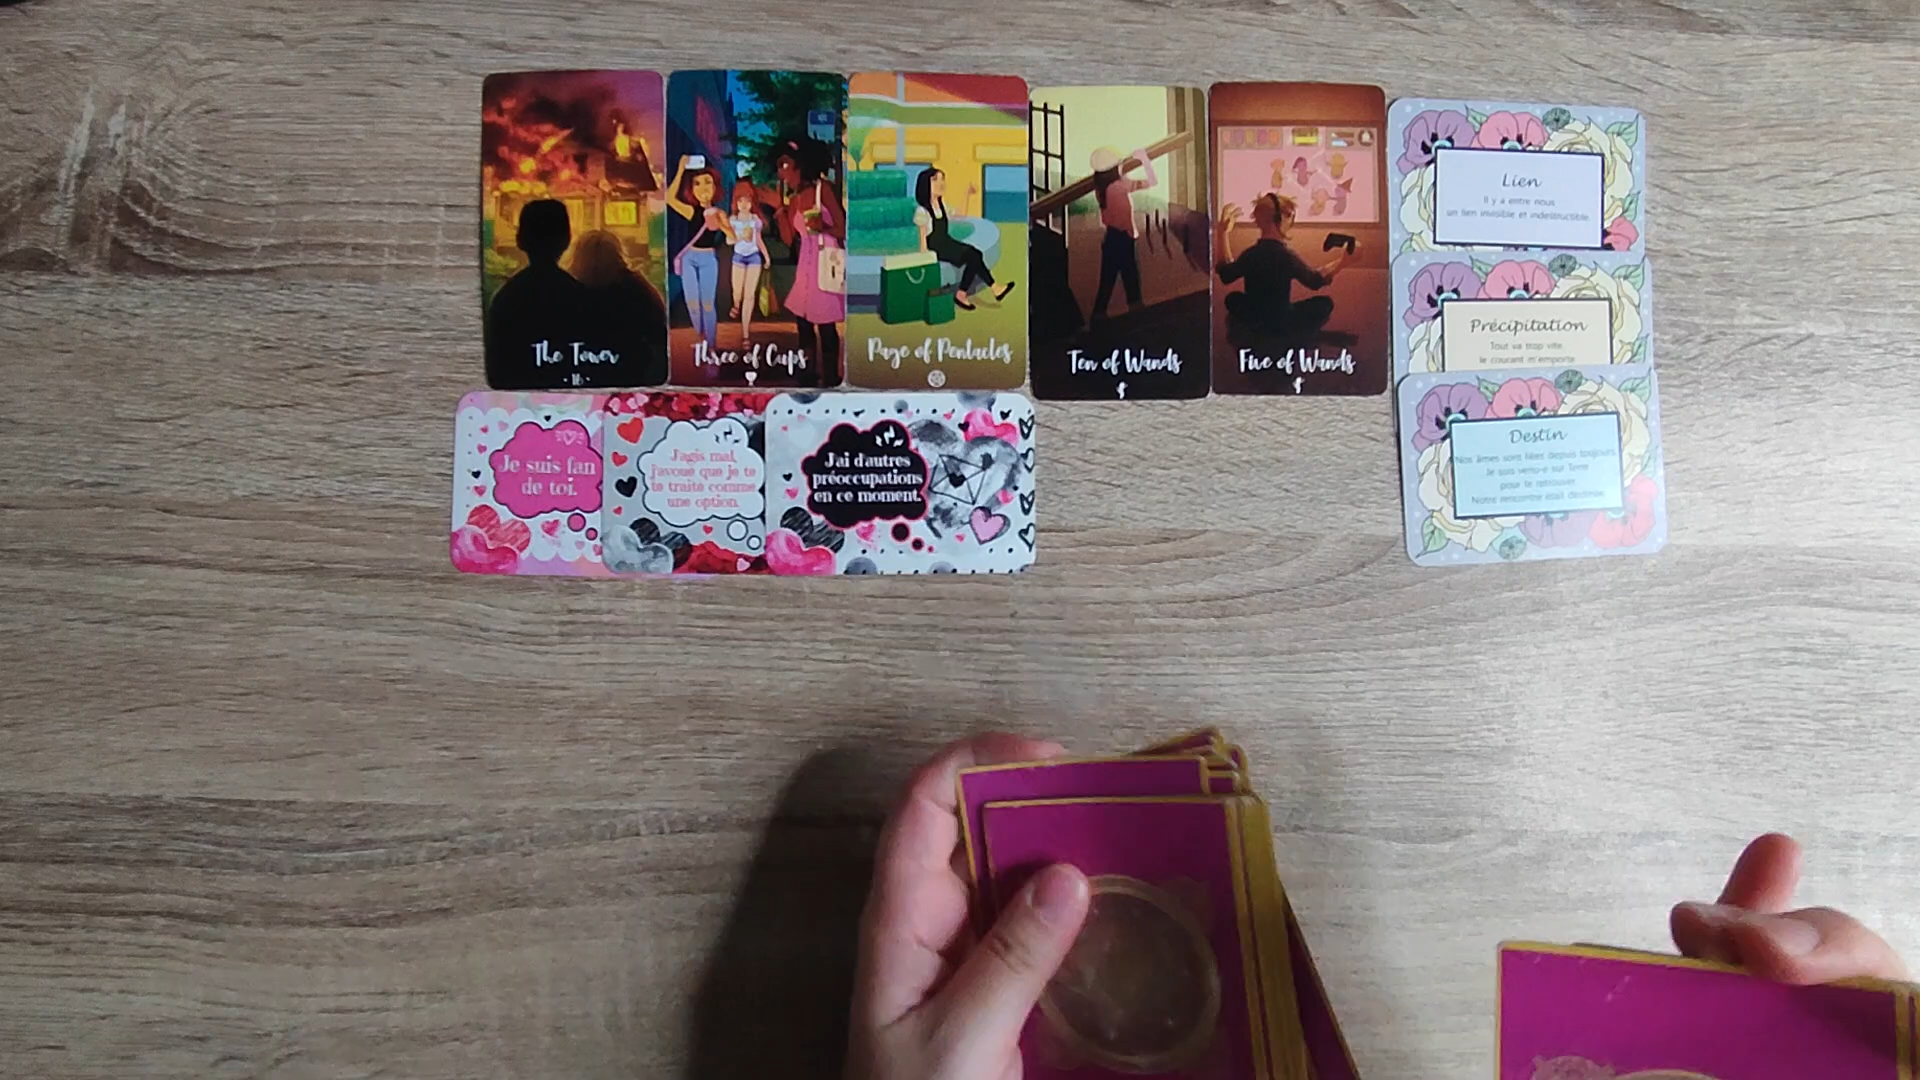 The Tower
· 16 ·
Three of Cups
Page of Pentacles
Ten of Wands
Five of Wands
Lien
Il y a entre nous
un lien invisible et indestructible.
Précipitation
Tout va trop vite,
le courant m'emporte
Destin
Nos âmes sont liées depuis toujours.
Je suis venu-e sur Terre
pour te retrouver.
Notre rencontre était destinée.
Je suis fan
de toi.
J'agis mal,
j'avoue que je te
te traite comme
une option.
J'ai d'autres
préoccupations
en ce moment.